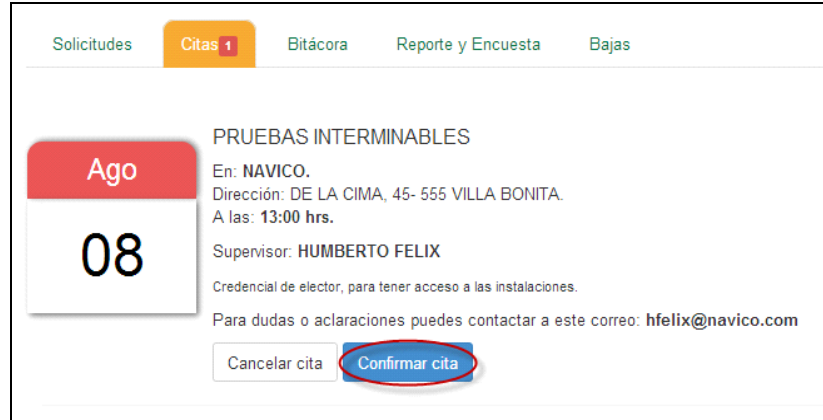 Solicitudes Citas 1 Bitácora Reporte y Encuesta Bajas
PRUEBAS INTERMINABLES
Ago
08
En: NAVICO.
Dirección: DE LA CIMA, 45- 555 VILLA BONITA.
A las: 13:00 hrs.
Supervisor: HUMBERTO FELIX
Credencial de elector, para tener acceso a las instalaciones.
Para dudas o aclaraciones puedes contactar a este correo: hfelix@navico.com
Cancelar cita Confirmar cita